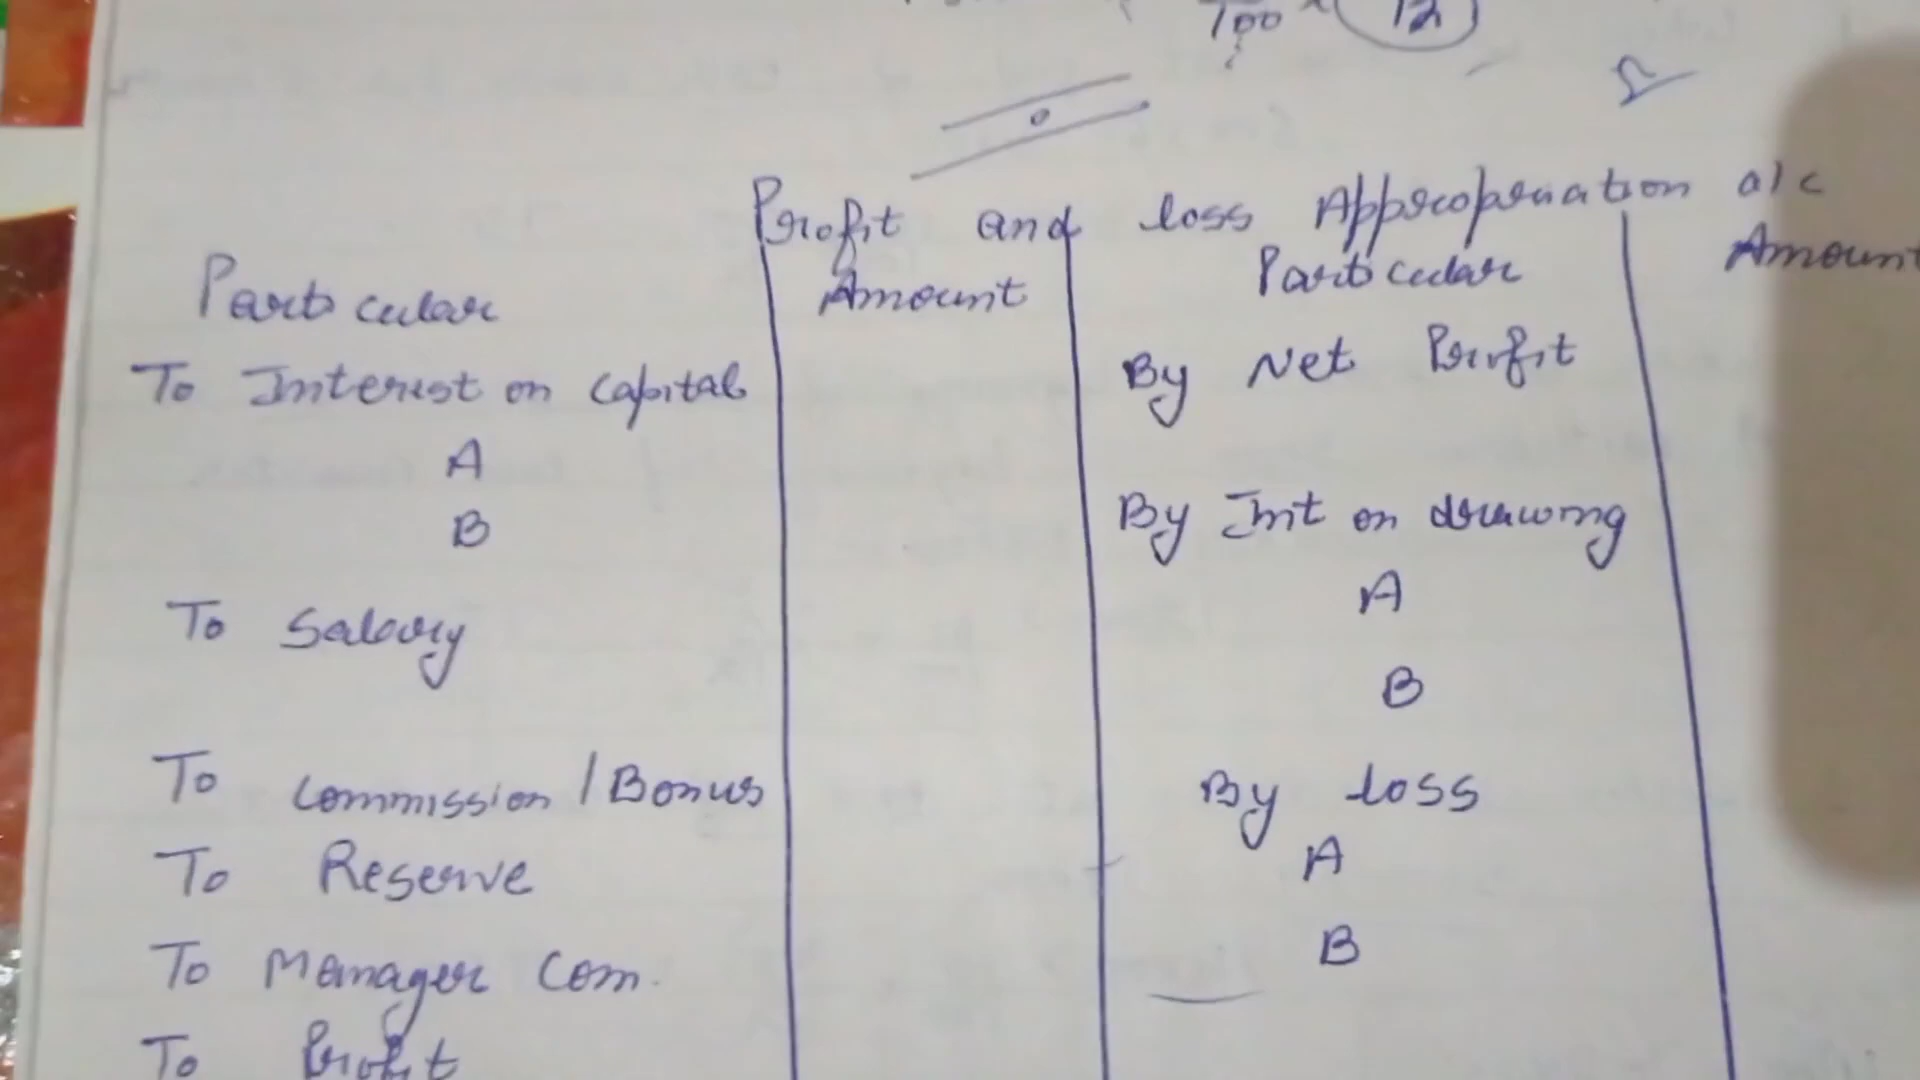 100 × 12
Profit and loss Appropriation a/c
Particular Amount Particular Amount
To Interest on capital
A
B
To Salary
To commission / Bonus
To Reserve
To Manager Com.
To Profit
By Net Profit
By Int on drawing
A
B
By loss
A
B